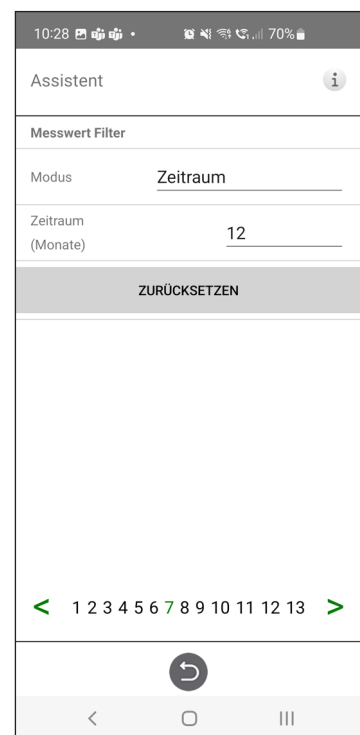 10:28 70%
Assistent i
Messwert Filter
Modus Zeitraum
Zeitraum
(Monate) 12
ZURÜCKSETZEN
< 1 2 3 4 5 6 7 8 9 10 11 12 13 >